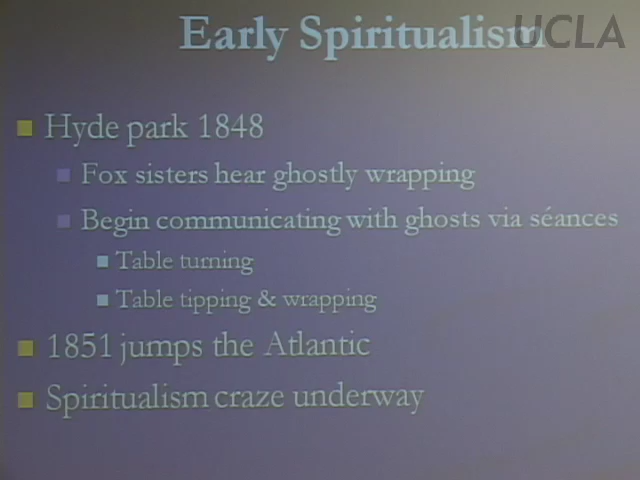 Early Spiritualism
UCLA
Hyde park 1848
Fox sisters hear ghostly wrapping
Begin communicating with ghosts via séances
Table turning
Table tipping & wrapping
1851 jumps the Atlantic
Spiritualism craze underway